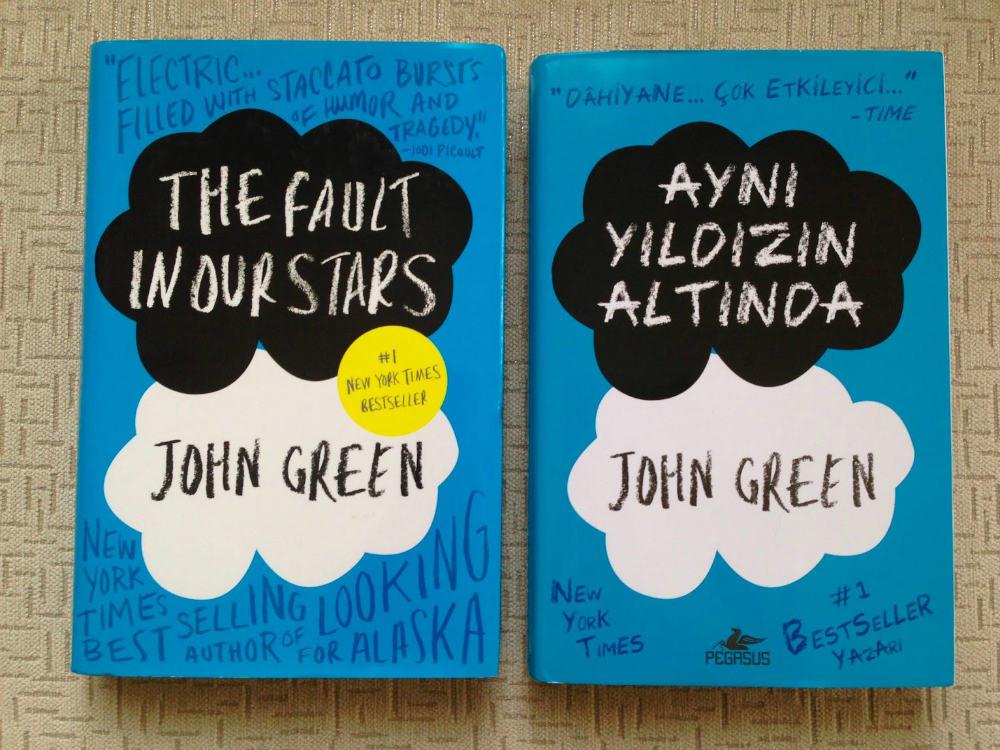 "ELECTRIC...
FILLED WITH STACCATO BURSTS
OF HUMOR AND
TRAGEDY."
-JODI PICOULT
THE FAULT
IN OUR STARS
#1
NEW YORK TIMES
BESTSELLER
JOHN GREEN
NEW
YORK
TIMES
BEST SELLING
AUTHOR OF
LOOKING
FOR ALASKA
"DÂHİYANE... ÇOK ETKİLEYİCİ..."
- TIME
AYNI
YILDIZIN
ALTINDA
JOHN GREEN
NEW
YORK
TIMES
#1
BESTSELLER
YAZARI
PEGASUS